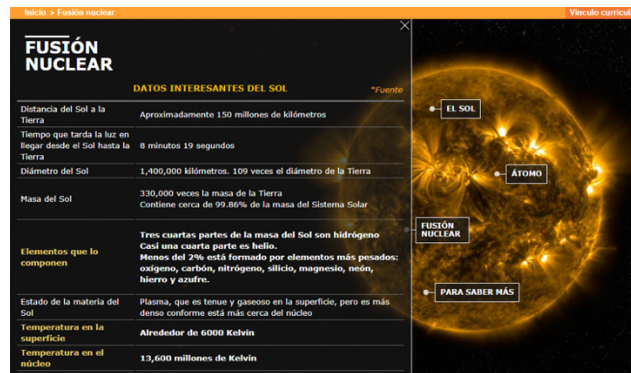 Inicio > Fusión nuclear
Vínculo curricul
FUSIÓN
NUCLEAR
DATOS INTERESANTES DEL SOL
*Fuente
Distancia del Sol a la
Tierra
Aproximadamente 150 millones de kilómetros
Tiempo que tarda la luz en
llegar desde el Sol hasta la
Tierra
8 minutos 19 segundos
Diámetro del Sol
1,400,000 kilómetros. 109 veces el diámetro de la Tierra
Masa del Sol
330,000 veces la masa de la Tierra
Contiene cerca de 99.86% de la masa del Sistema Solar
Elementos que lo
componen
Tres cuartas partes de la masa del Sol son hidrógeno
Casi una cuarta parte es helio.
Menos del 2% está formado por elementos más pesados:
oxígeno, carbón, nitrógeno, silicio, magnesio, neón,
hierro y azufre.
Estado de la materia del
Sol
Plasma, que es tenue y gaseoso en la superficie, pero es más
denso conforme está más cerca del núcleo
Temperatura en la
superficie
Alrededor de 6000 Kelvin
Temperatura en el
núcleo
13,600 millones de Kelvin
EL SOL
ÁTOMO
FUSIÓN
NUCLEAR
PARA SABER MÁS